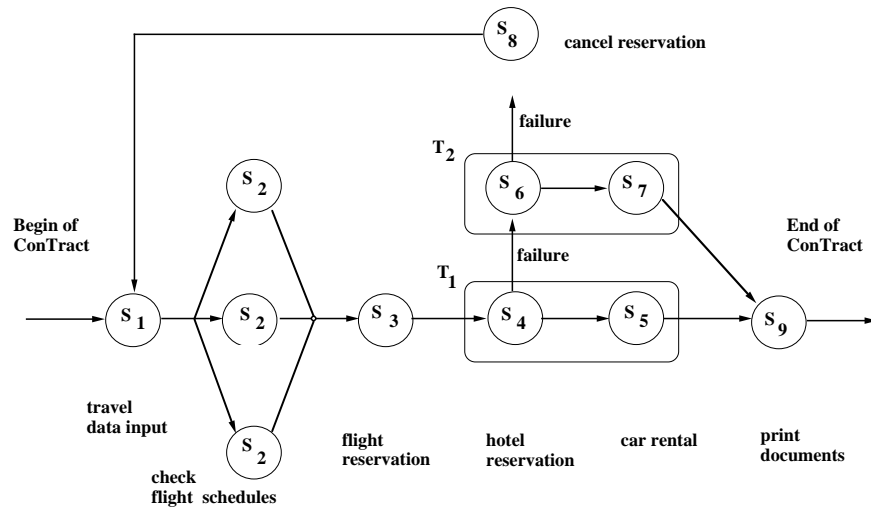 S8
cancel reservation
failure
T2
S2
S6
S7
Begin of
ConTract
End of
ConTract
failure
T1
S1
S2
S3
S4
S5
S9
travel
data input
S2
flight
reservation
hotel
reservation
car rental
print
documents
check
flight schedules